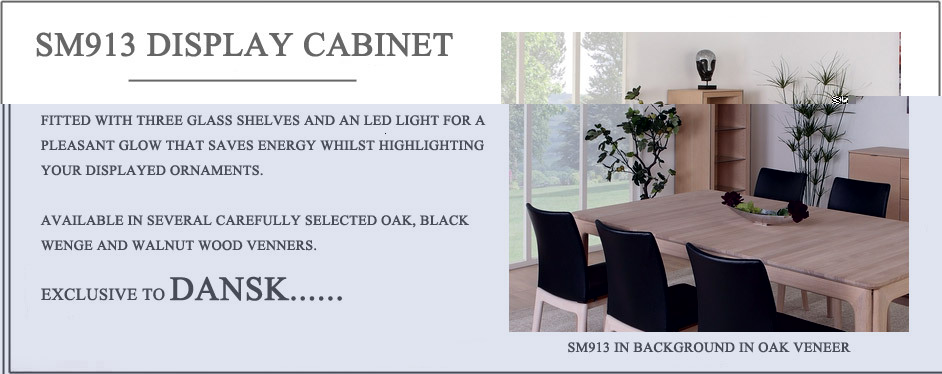 SM913 DISPLAY CABINET
FITTED WITH THREE GLASS SHELVES AND AN LED LIGHT FOR A
PLEASANT GLOW THAT SAVES ENERGY WHILST HIGHLIGHTING
YOUR DISPLAYED ORNAMENTS.
AVAILABLE IN SEVERAL CAREFULLY SELECTED OAK, BLACK
WENGE AND WALNUT WOOD VENNERS.
EXCLUSIVE TO DANSK......
SM913 IN BACKGROUND IN OAK VENEER